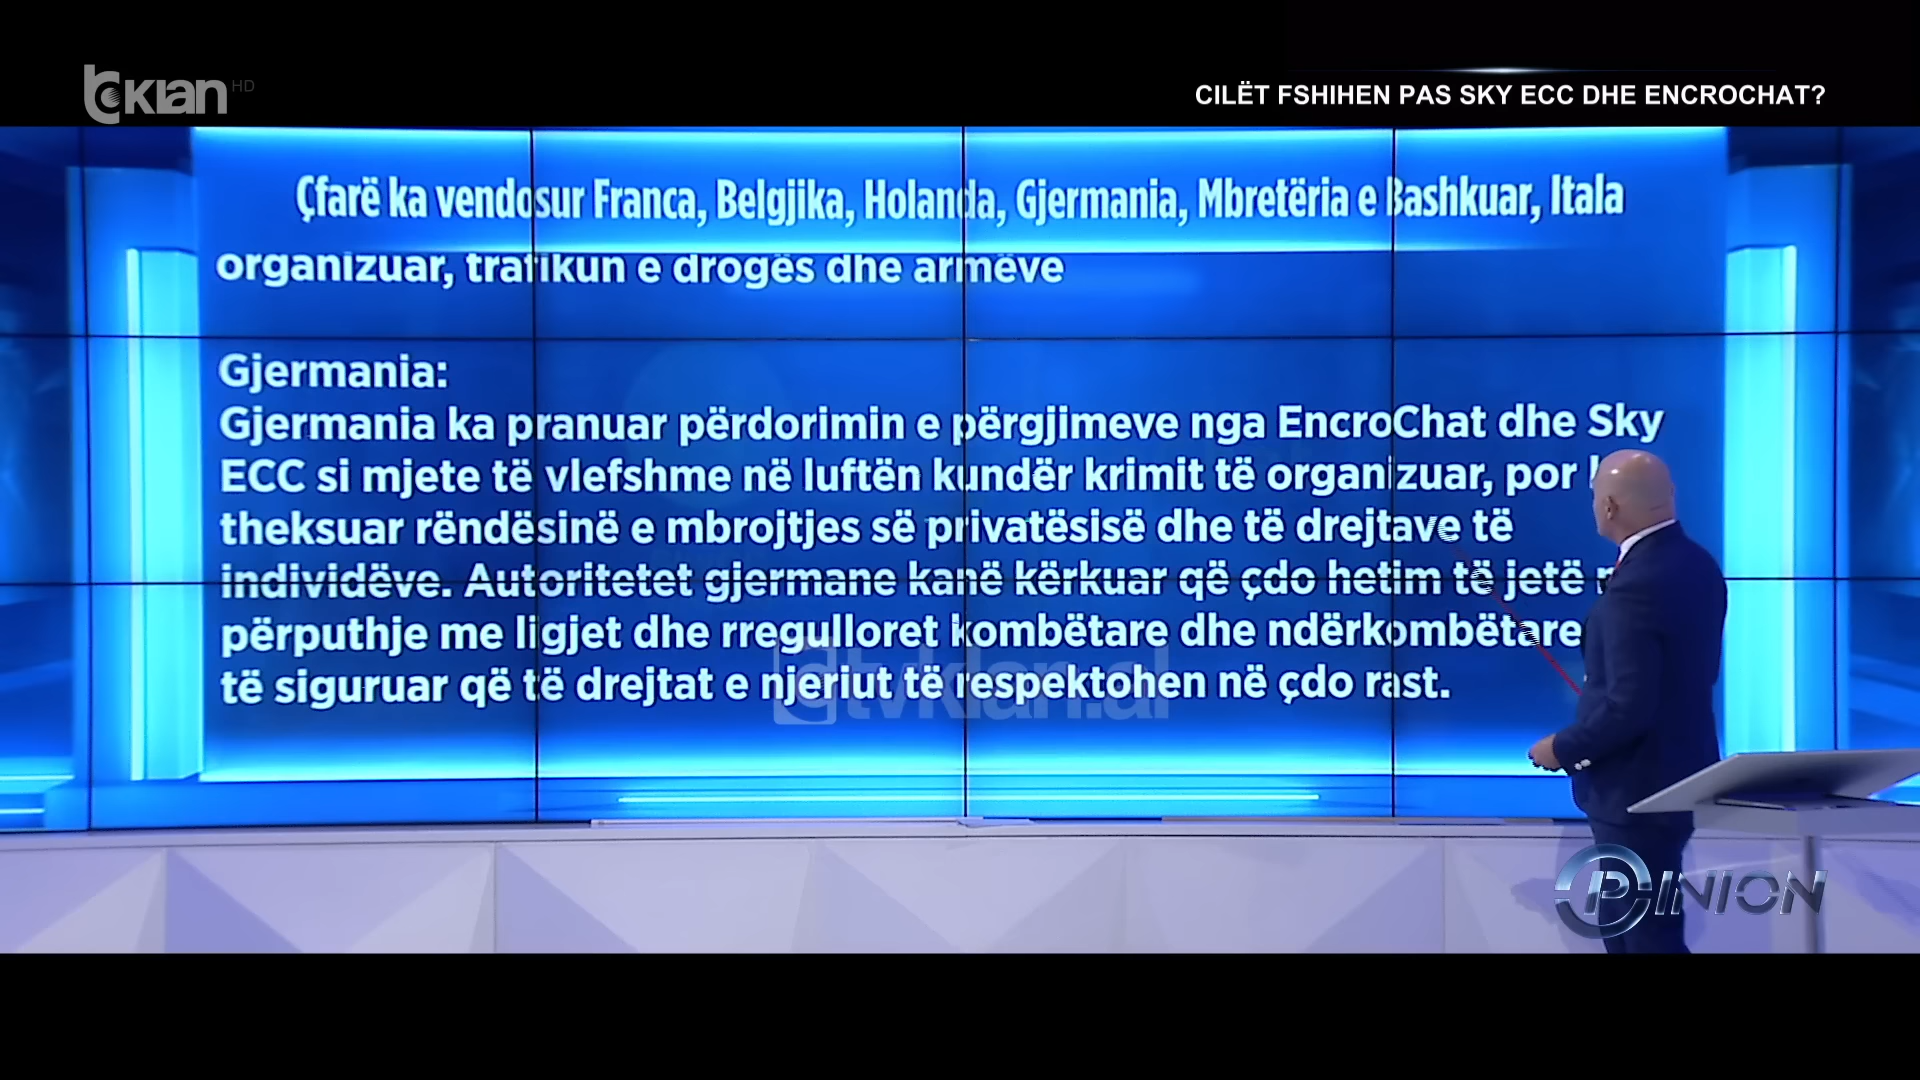 tvklan HD
CILËT FSHIHEN PAS SKY ECC DHE ENCROCHAT?
Çfarë ka vendosur Franca, Belgjika, Holanda, Gjermania, Mbretëria e Bashkuar, Itala
organizuar, trafikun e drogës dhe armëve
Gjermania:
Gjermania ka pranuar përdorimin e përgjimeve nga EncroChat dhe Sky
ECC si mjete të vlefshme në luftën kundër krimit të organizuar, por
theksuar rëndësinë e mbrojtjes së privatësisë dhe të drejtave të
individëve. Autoritetet gjermane kanë kërkuar që çdo hetim të jetë
përputhje me ligjet dhe rregulloret kombëtare dhe ndërkombëtare
të siguruar që të drejtat e njeriut të respektohen në çdo rast.
tvklan.al
OPINION